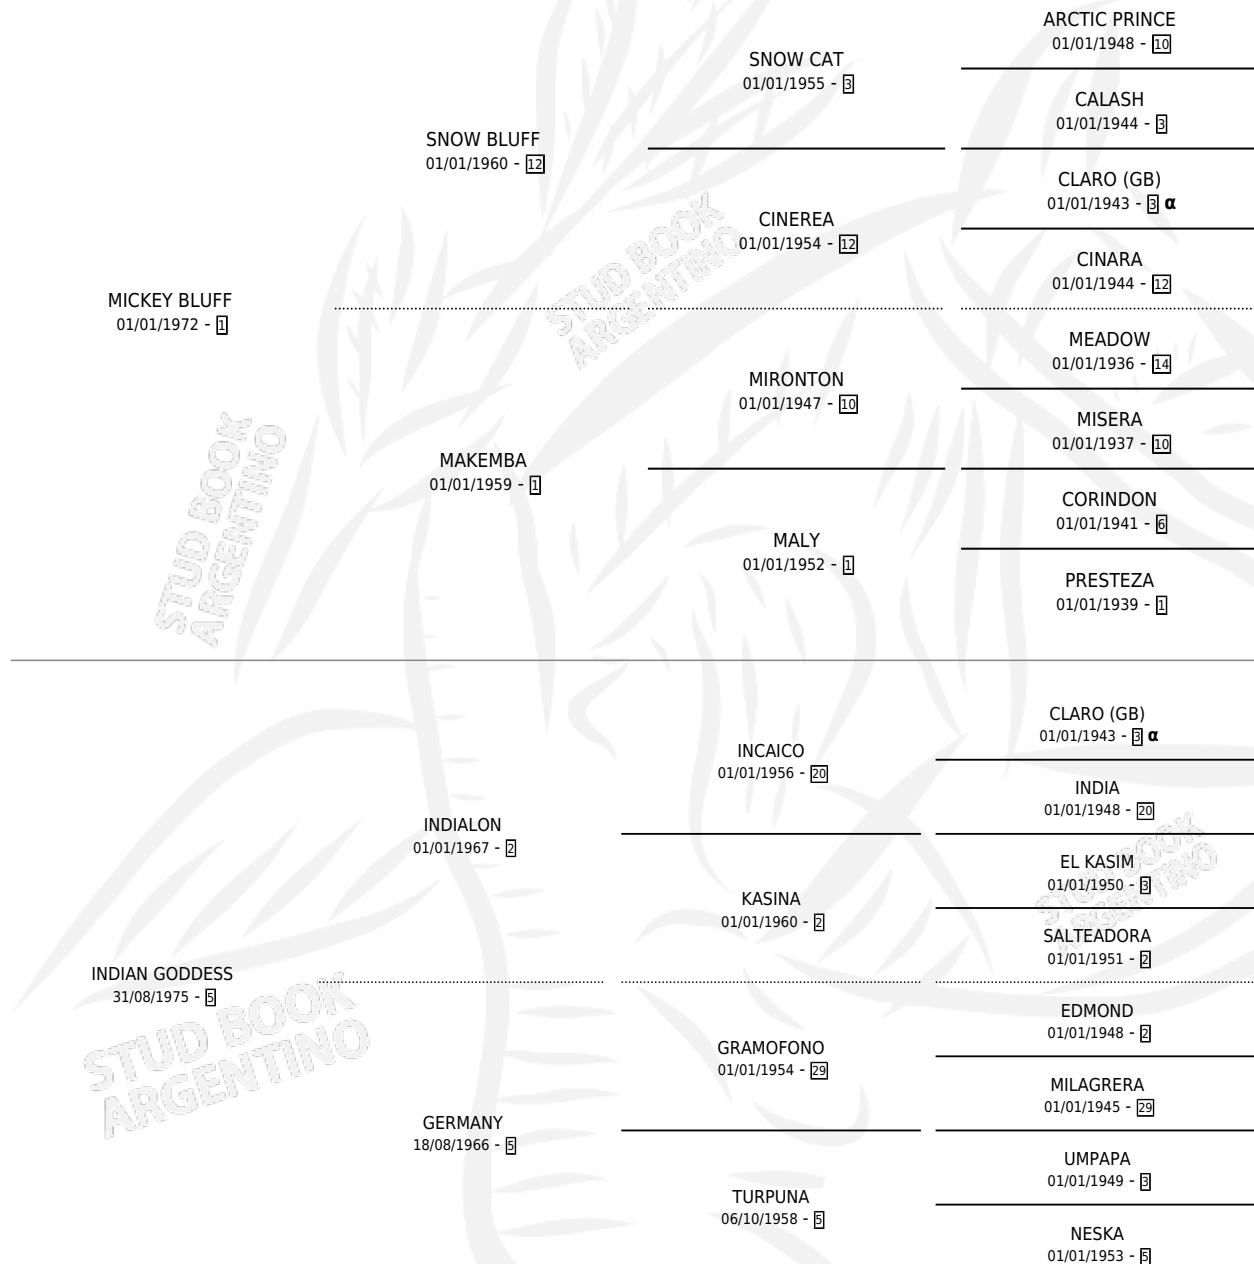 ARCTIC PRINCE
01/01/1948 - 10
SNOW CAT
01/01/1955 - 3
CALASH
01/01/1944 - 3
SNOW BLUFF
01/01/1960 - 12
CLARO (GB)
01/01/1943 - 3 α
CINEREA
01/01/1954 - 12
CINARA
01/01/1944 - 12
MICKEY BLUFF
01/01/1972 - 1
MEADOW
01/01/1936 - 14
MIRONTON
01/01/1947 - 10
MISERA
01/01/1937 - 10
MAKEMBA
01/01/1959 - 1
CORINDON
01/01/1941 - 6
MALY
01/01/1952 - 1
PRESTEZA
01/01/1939 - 1
CLARO (GB)
01/01/1943 - 3 α
INCAICO
01/01/1956 - 20
INDIA
01/01/1948 - 20
INDIALON
01/01/1967 - 2
EL KASIM
01/01/1950 - 3
KASINA
01/01/1960 - 2
SALTEADORA
01/01/1951 - 2
INDIAN GODDESS
31/08/1975 - 5
EDMOND
01/01/1948 - 2
GRAMOFONO
01/01/1954 - 29
MILAGRERA
01/01/1945 - 29
GERMANY
18/08/1966 - 5
UMPAPA
01/01/1949 - 3
TURPUNA
06/10/1958 - 5
NESKA
01/01/1953 - 5
STUD BOOK
ARGENTINO
STUD BOOK
ARGENTINO
STUD BOOK
ARGENTINO
STUD BOOK
ARGENTINO